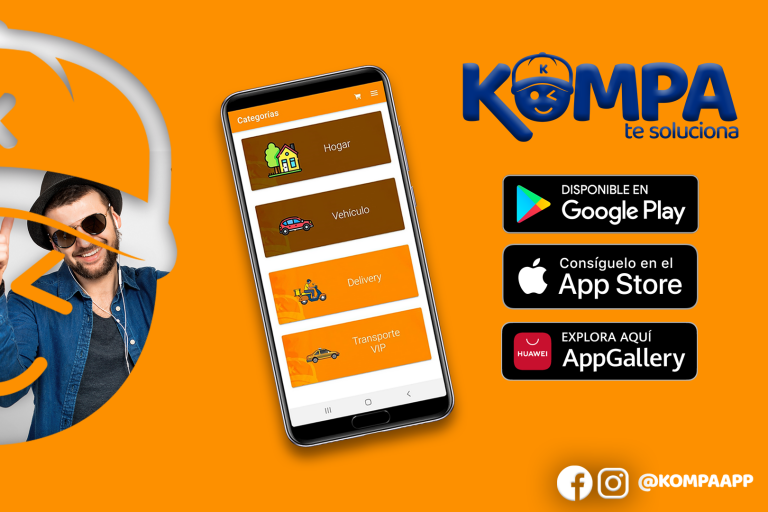 KOMPA
te soluciona
Categorias
Hogar
Vehículo
Delivery
Transporte
VIP
DISPONIBLE EN
Google Play
Consíguelo en el
App Store
HUAWEI
EXPLORA AQUÍ
AppGallery
@KOMPAAPP